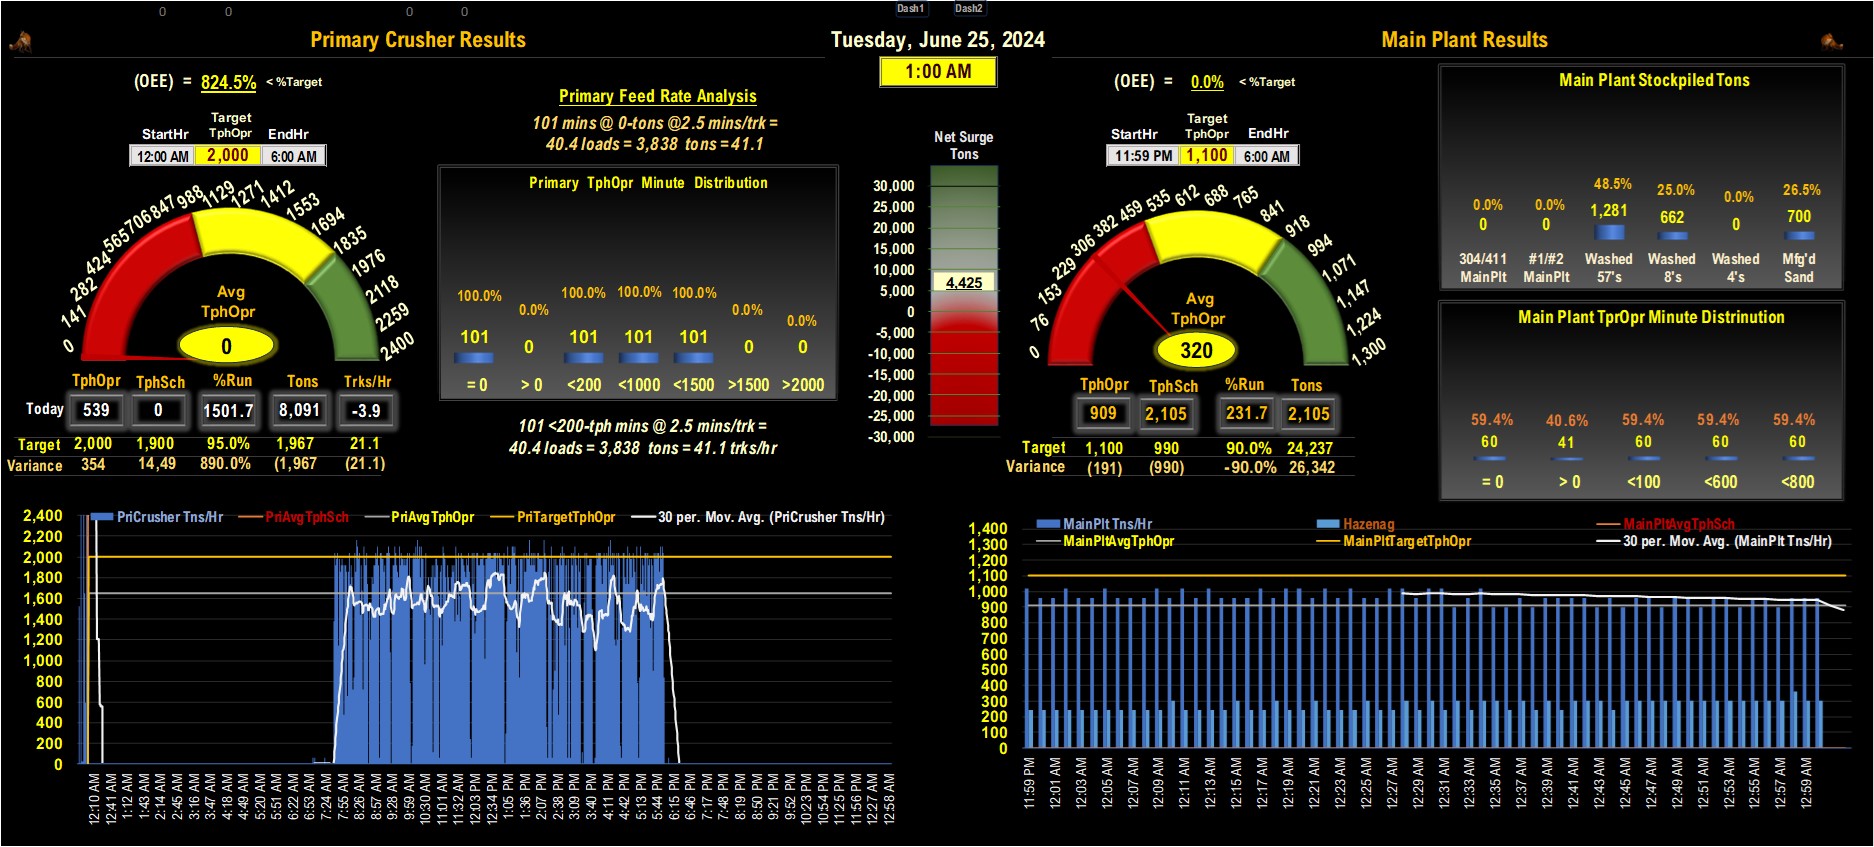 0 0 0 0 Dash1 Dash2
Primary Crusher Results
Tuesday, June 25, 2024
Main Plant Results
1:00 AM
(OEE) = 824.5% < %Target
StartHr Target TphOpr EndHr
12:00 AM 2,000 6:00 AM
0 141 282 424 565 706 847 988 1129 1271 1412 1553 1694 1835 1976 2118 2259 2400
Avg
TphOpr
0
TphOpr TphSch %Run Tons Trks/Hr
Today 539 0 1501.7 8,091 -3.9
Target 2,000 1,900 95.0% 1,967 21.1
Variance 354 14,49 890.0% (1,967 (21.1)
Primary Feed Rate Analysis
101 mins @ 0-tons @2.5 mins/trk =
40.4 loads = 3,838 tons = 41.1
Primary TphOpr Minute Distribution
100.0% 0.0% 100.0% 100.0% 100.0% 0.0% 0.0%
101 0 101 101 101 0 0
= 0 > 0 <200 <1000 <1500 >1500 >2000
101 <200-tph mins @ 2.5 mins/trk =
40.4 loads = 3,838 tons = 41.1 trks/hr
Net Surge
Tons
30,000
25,000
20,000
15,000
10,000
4,425
5,000
0
-5,000
-10,000
-15,000
-20,000
-25,000
-30,000
(OEE) = 0.0% < %Target
StartHr Target TphOpr EndHr
11:59 PM 1,100 6:00 AM
0 76 153 229 306 382 459 535 612 688 765 841 918 994 1,071 1,147 1,224 1,300
Avg
TphOpr
320
TphOpr TphSch %Run Tons
909 2,105 231.7 2,105
Target 1,100 990 90.0% 24,237
Variance (191) (990) -90.0% 26,342
Main Plant Stockpiled Tons
0.0% 0.0% 48.5% 25.0% 0.0% 26.5%
0 0 1,281 662 0 700
304/411 #1/#2 Washed Washed Washed Mfg'd
MainPlt MainPlt 57's 8's 4's Sand
Main Plant TprOpr Minute Distrinution
59.4% 40.6% 59.4% 59.4% 59.4%
60 41 60 60 60
= 0 > 0 <100 <600 <800
PriCrusher Tns/Hr PriAvgTphSch PriAvgTphOpr PriTargetTphOpr 30 per. Mov. Avg. (PriCrusher Tns/Hr)
2,400
2,200
2,000
1,800
1,600
1,400
1,200
1,000
800
600
400
200
0
12:10 AM 12:41 AM 1:12 AM 1:43 AM 2:14 AM 2:45 AM 3:16 AM 3:47 AM 4:18 AM 4:49 AM 5:20 AM 5:51 AM 6:22 AM 6:53 AM 7:24 AM 7:55 AM 8:26 AM 8:57 AM 9:28 AM 9:59 AM 10:30 AM 11:01 AM 11:32 AM 12:03 PM 12:34 PM 1:05 PM 1:36 PM 2:07 PM 2:38 PM 3:09 PM 3:40 PM 4:11 PM 4:42 PM 5:13 PM 5:44 PM 6:15 PM 6:46 PM 7:17 PM 7:48 PM 8:19 PM 8:50 PM 9:21 PM 9:52 PM 10:23 PM 10:54 PM 11:25 PM 11:56 PM 12:27 AM 12:58 AM
MainPlt Tns/Hr Hazenag MainPltAvgTphSch
MainPltAvgTphOpr MainPltTargetTphOpr 30 per. Mov. Avg. (MainPlt Tns/Hr)
1,400
1,300
1,200
1,100
1,000
900
800
700
600
500
400
300
200
100
0
11:59 PM 12:01 AM 12:03 AM 12:05 AM 12:07 AM 12:09 AM 12:11 AM 12:13 AM 12:15 AM 12:17 AM 12:19 AM 12:21 AM 12:23 AM 12:25 AM 12:27 AM 12:29 AM 12:31 AM 12:33 AM 12:35 AM 12:37 AM 12:39 AM 12:41 AM 12:43 AM 12:45 AM 12:47 AM 12:49 AM 12:51 AM 12:53 AM 12:55 AM 12:57 AM 12:59 AM